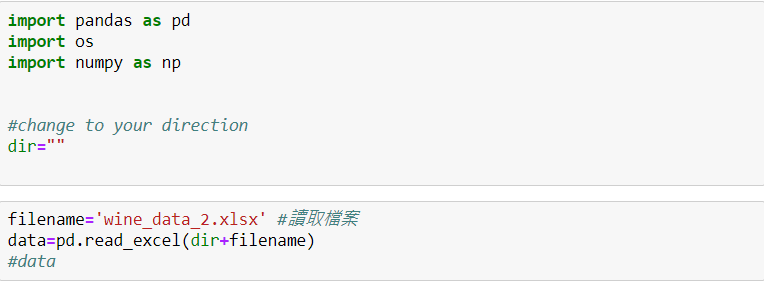 import pandas as pd
import os
import numpy as np
#change to your direction
dir=""
filename='wine_data_2.xlsx' #讀取檔案
data=pd.read_excel(dir+filename)
#data